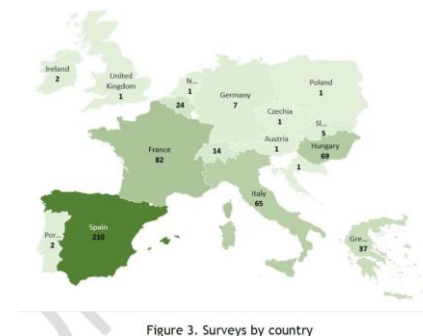 Ireland
2
United
Kingdom
1
N...
1
24
Germany
7
Poland
1
Czechia
1
Sl...
5
Austria
1
Hungary
69
14
1
France
82
Italy
65
Por...
2
Spain
210
Gre...
37
Figure 3. Surveys by country